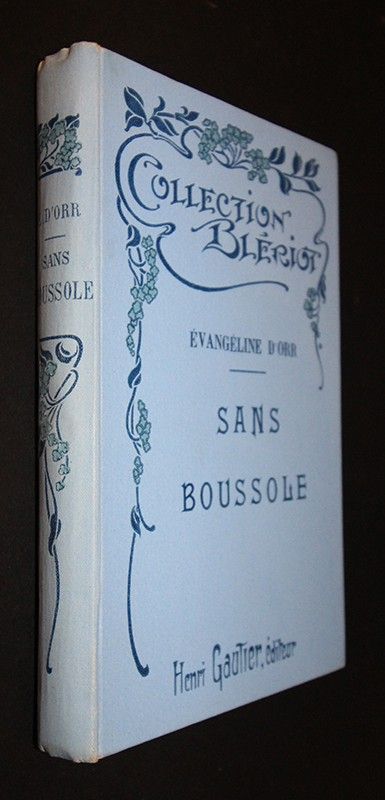 COLLECTION
BLÉRIOT
ÉVANGÉLINE D'ORR
SANS
BOUSSOLE
Henri Gautier, éditeur
D'ORR
SANS
BOUSSOLE